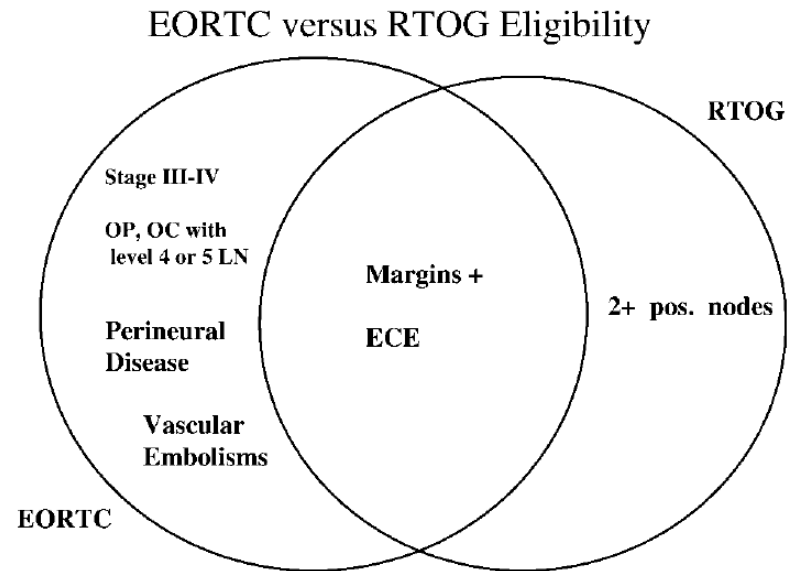 EORTC versus RTOG Eligibility
RTOG
Stage III-IV
OP, OC with
level 4 or 5 LN
Margins +
2+ pos. nodes
Perineural
Disease
ECE
Vascular
Embolisms
EORTC